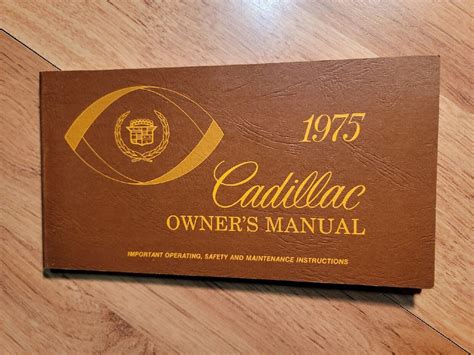 1975
Cadillac
OWNER'S MANUAL
IMPORTANT OPERATING, SAFETY AND MAINTENANCE INSTRUCTIONS